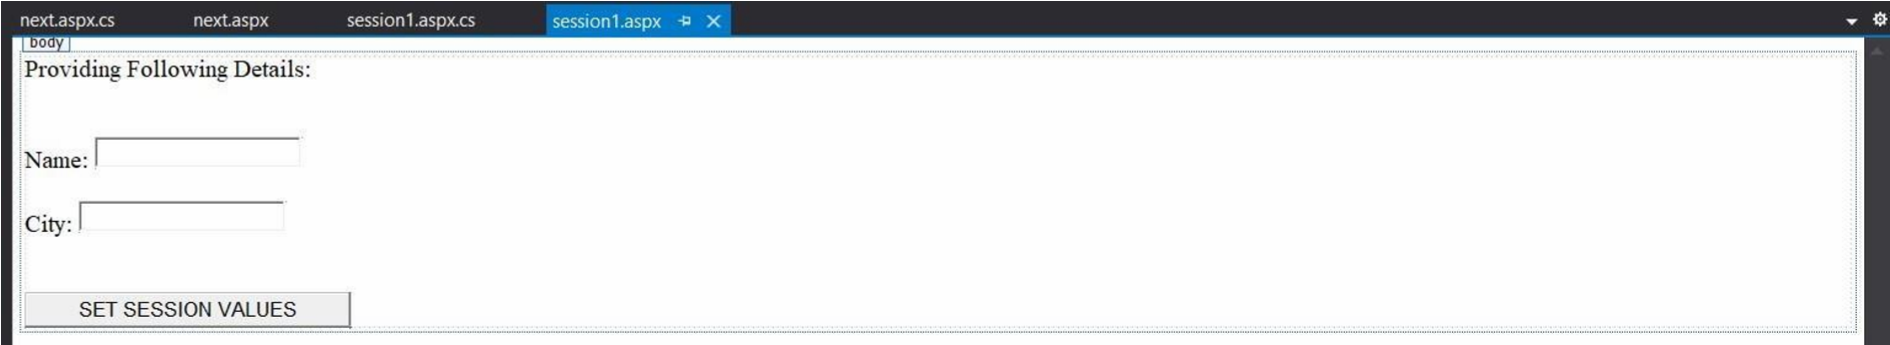 next.aspx.cs next.aspx session1.aspx.cs session1.aspx
body
Providing Following Details:
Name:
City:
SET SESSION VALUES